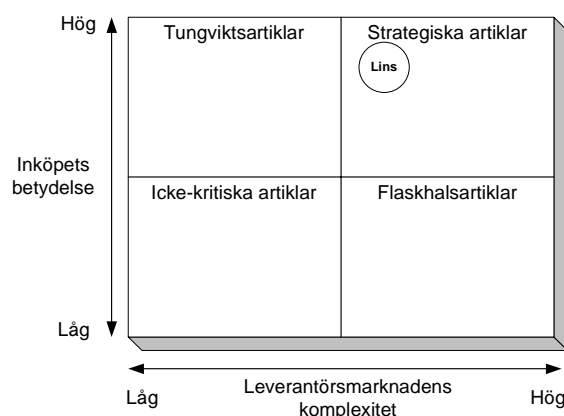 Hög
Tungviktsartiklar
Strategiska artiklar
Lins
Inköpets
betydelse
Icke-kritiska artiklar
Flaskhalsartiklar
Låg
Låg
Leverantörsmarknadens
komplexitet
Hög